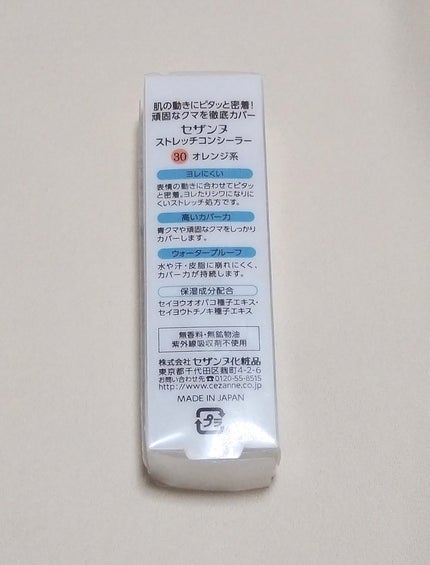 肌の動きにピタッと密着!
頑固なクマを徹底カバー
セザンヌ
ストレッチコンシーラー
30 オレンジ系
ヨレにくい
表情の動きに合わせてピタッ
と密着。ヨレたりシワになりに
くいストレッチ処方です。
高いカバー力
青クマや頑固なクマをしっかり
カバーします。
ウォータープルーフ
水や汗・皮脂に崩れにくく、
カバー力が持続します。
保湿成分配合
セイヨウオオバコ種子エキス・
セイヨウトチノキ種子エキス
無香料・無鉱物油
紫外線吸収剤不使用
株式会社 セザンヌ化粧品
東京都千代田区麹町4-2-6
お問い合わせ先☎0120-55-8515
http://www.cezanne.co.jp
MADE IN JAPAN
プラ